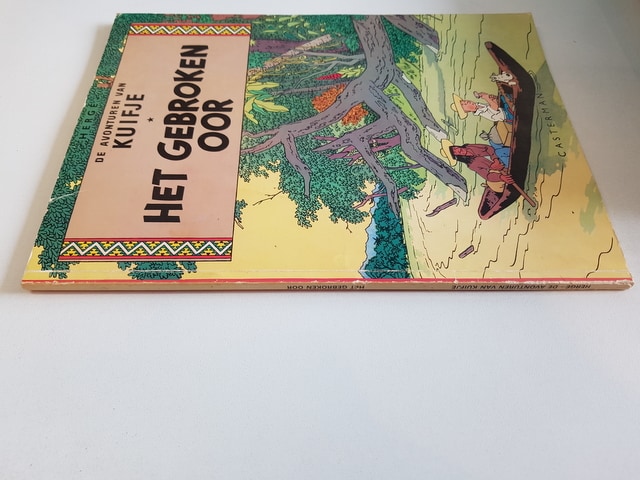 HERGÉ
DE AVONTUREN VAN
KUIFJE
*
HET GEBROKEN
OOR
CASTERMAN
HERGÉ - DE AVONTUREN VAN KUIFJE
HET GEBROKEN OOR